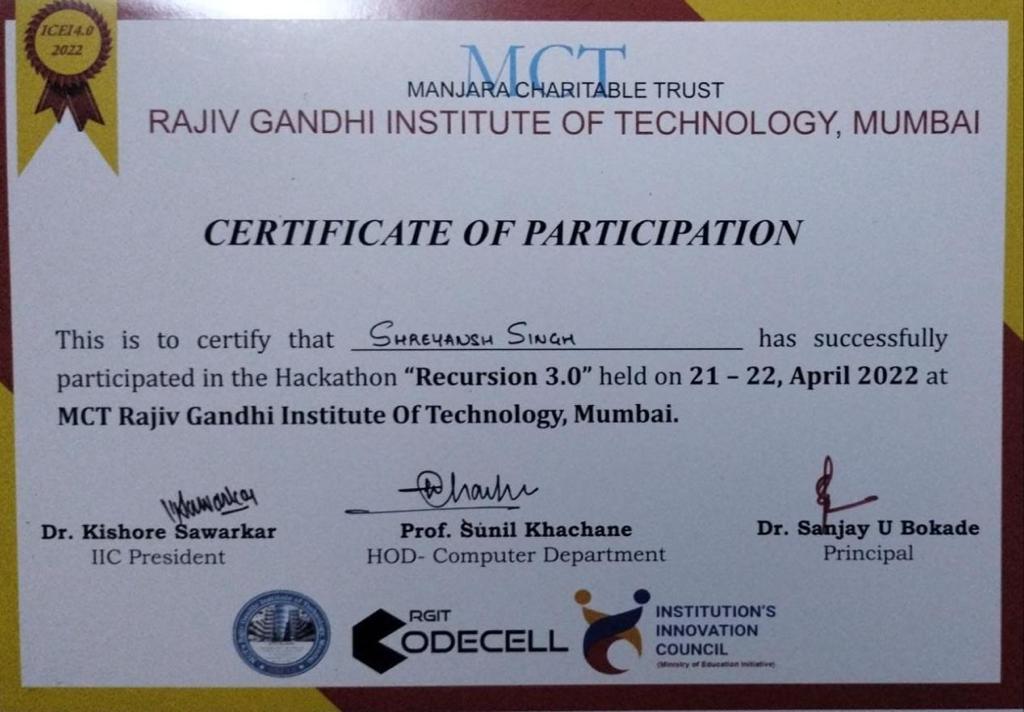 ICEI4.0
2022
MCT
MANJARA CHARITABLE TRUST
RAJIV GANDHI INSTITUTE OF TECHNOLOGY, MUMBAI
CERTIFICATE OF PARTICIPATION
This is to certify that SHREYANSH SINGH has successfully
participated in the Hackathon “Recursion 3.0” held on 21 – 22, April 2022 at
MCT Rajiv Gandhi Institute Of Technology, Mumbai.
Dr. Kishore Sawarkar Prof. Sunil Khachane Dr. Sanjay U Bokade
IIC President HOD- Computer Department Principal
RGIT
CODECELL
INSTITUTION'S
INNOVATION
COUNCIL
(Ministry of Education Initiative)